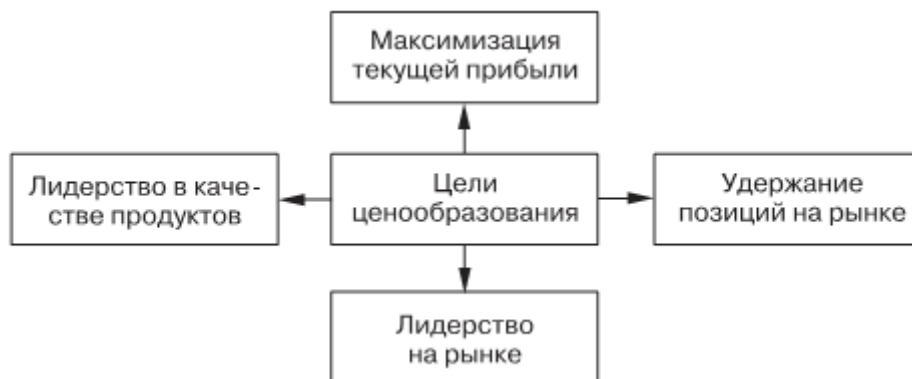 Максимизация
текущей прибыли
Лидерство в каче-
стве продуктов
Цели
ценообразования
Удержание
позиций на рынке
Лидерство
на рынке